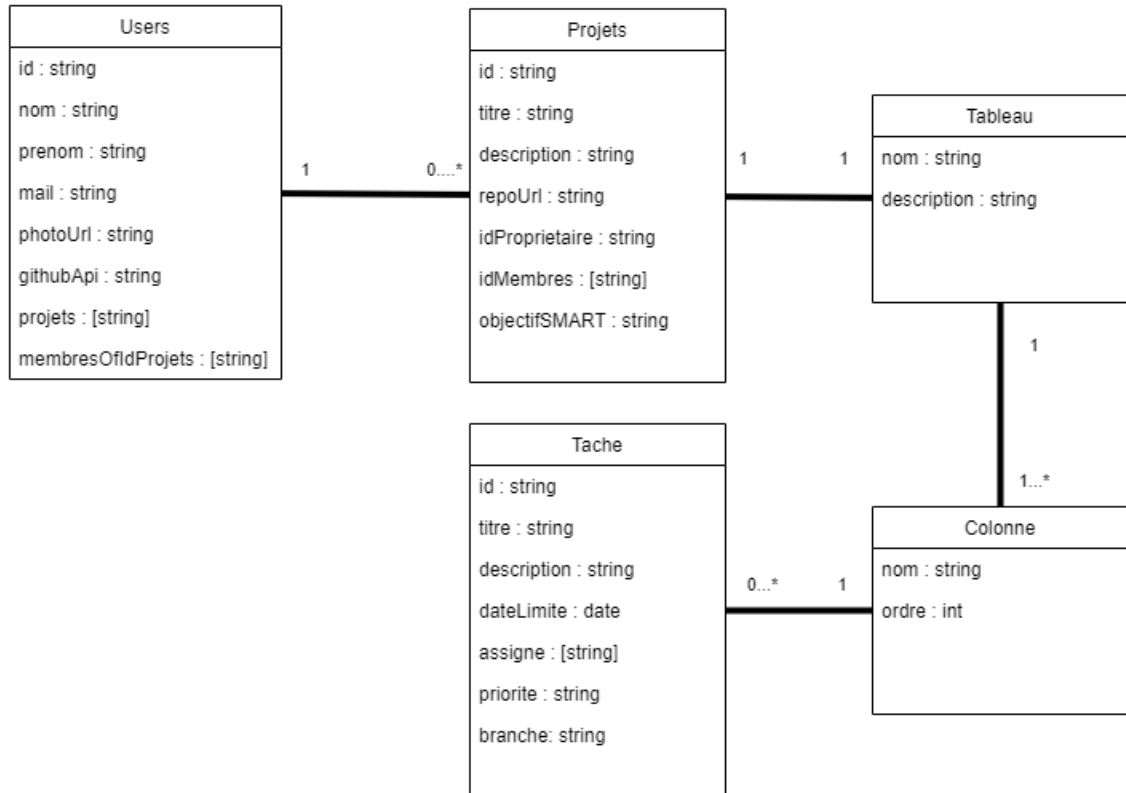 Users
id : string
nom : string
prenom : string
mail : string
photoUrl : string
githubApi : string
projets : [string]
membresOfIdProjets : [string]
1
0....*
Projets
id : string
titre : string
description : string
repoUrl : string
idProprietaire : string
idMembres : [string]
objectifSMART : string
1
1
Tableau
nom : string
description : string
1
1...*
Tache
id : string
titre : string
description : string
dateLimite : date
assigne : [string]
priorite : string
branche: string
0...*
1
Colonne
nom : string
ordre : int